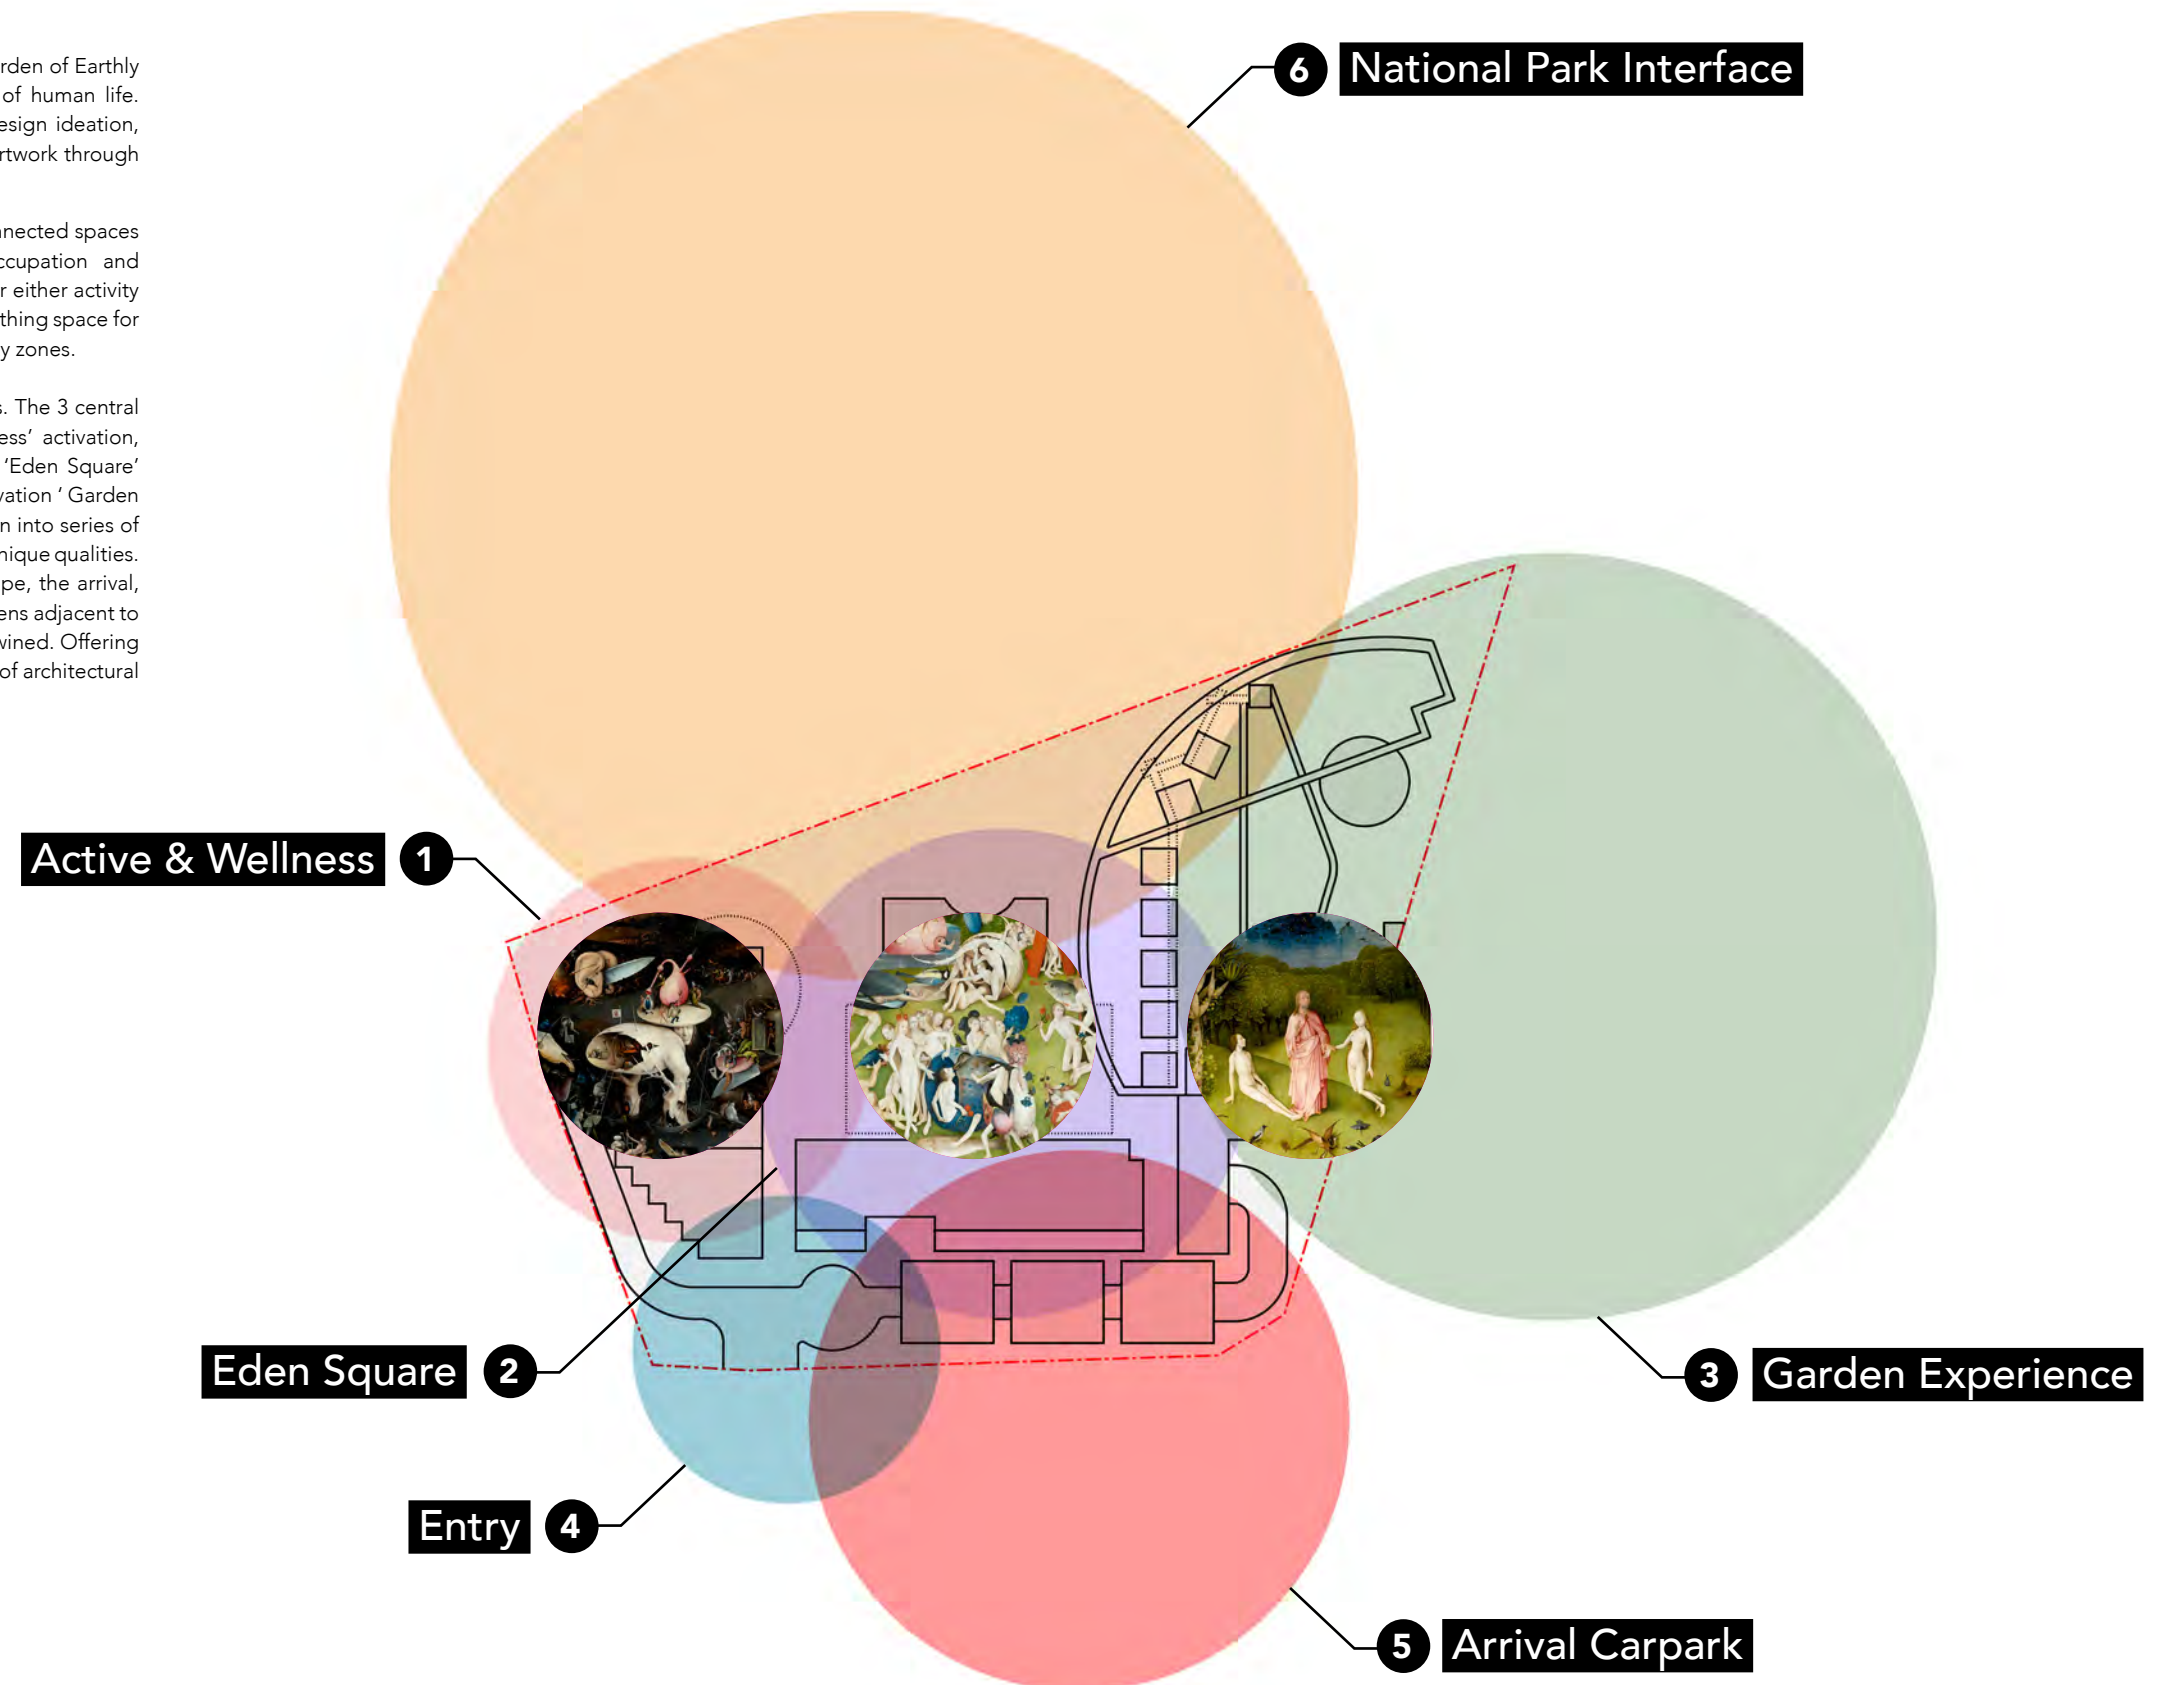 rden of Earthly
of human life.
esign ideation,
rtwork through
nnected spaces
ccupation and
r either activity
thing space for
y zones.
s. The 3 central
ess’ activation,
‘Eden Square’
vation ‘ Garden
n into series of
nique qualities.
pe, the arrival,
ens adjacent to
wined. Offering
of architectural
6 National Park Interface
Active & Wellness 1
Eden Square 2
3 Garden Experience
Entry 4
5 Arrival Carpark